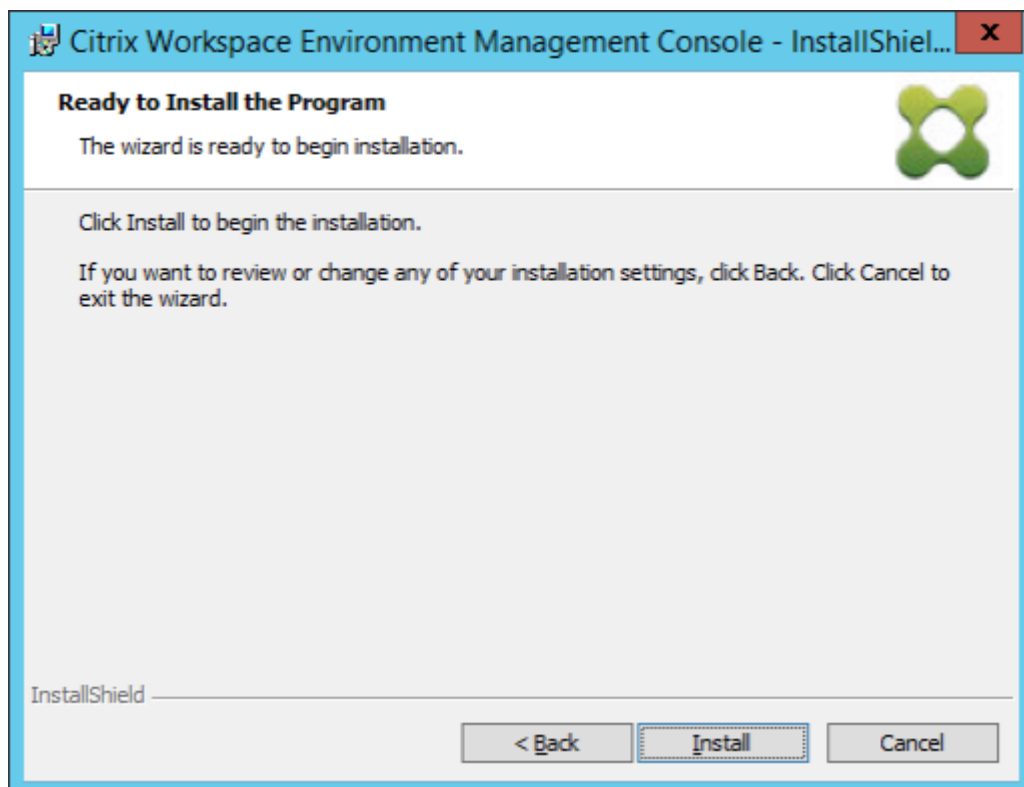 Citrix Workspace Environment Management Console - InstallShiel...
x
Ready to Install the Program
The wizard is ready to begin installation.
Click Install to begin the installation.
If you want to review or change any of your installation settings, click Back. Click Cancel to
exit the wizard.
InstallShield
< Back
Install
Cancel